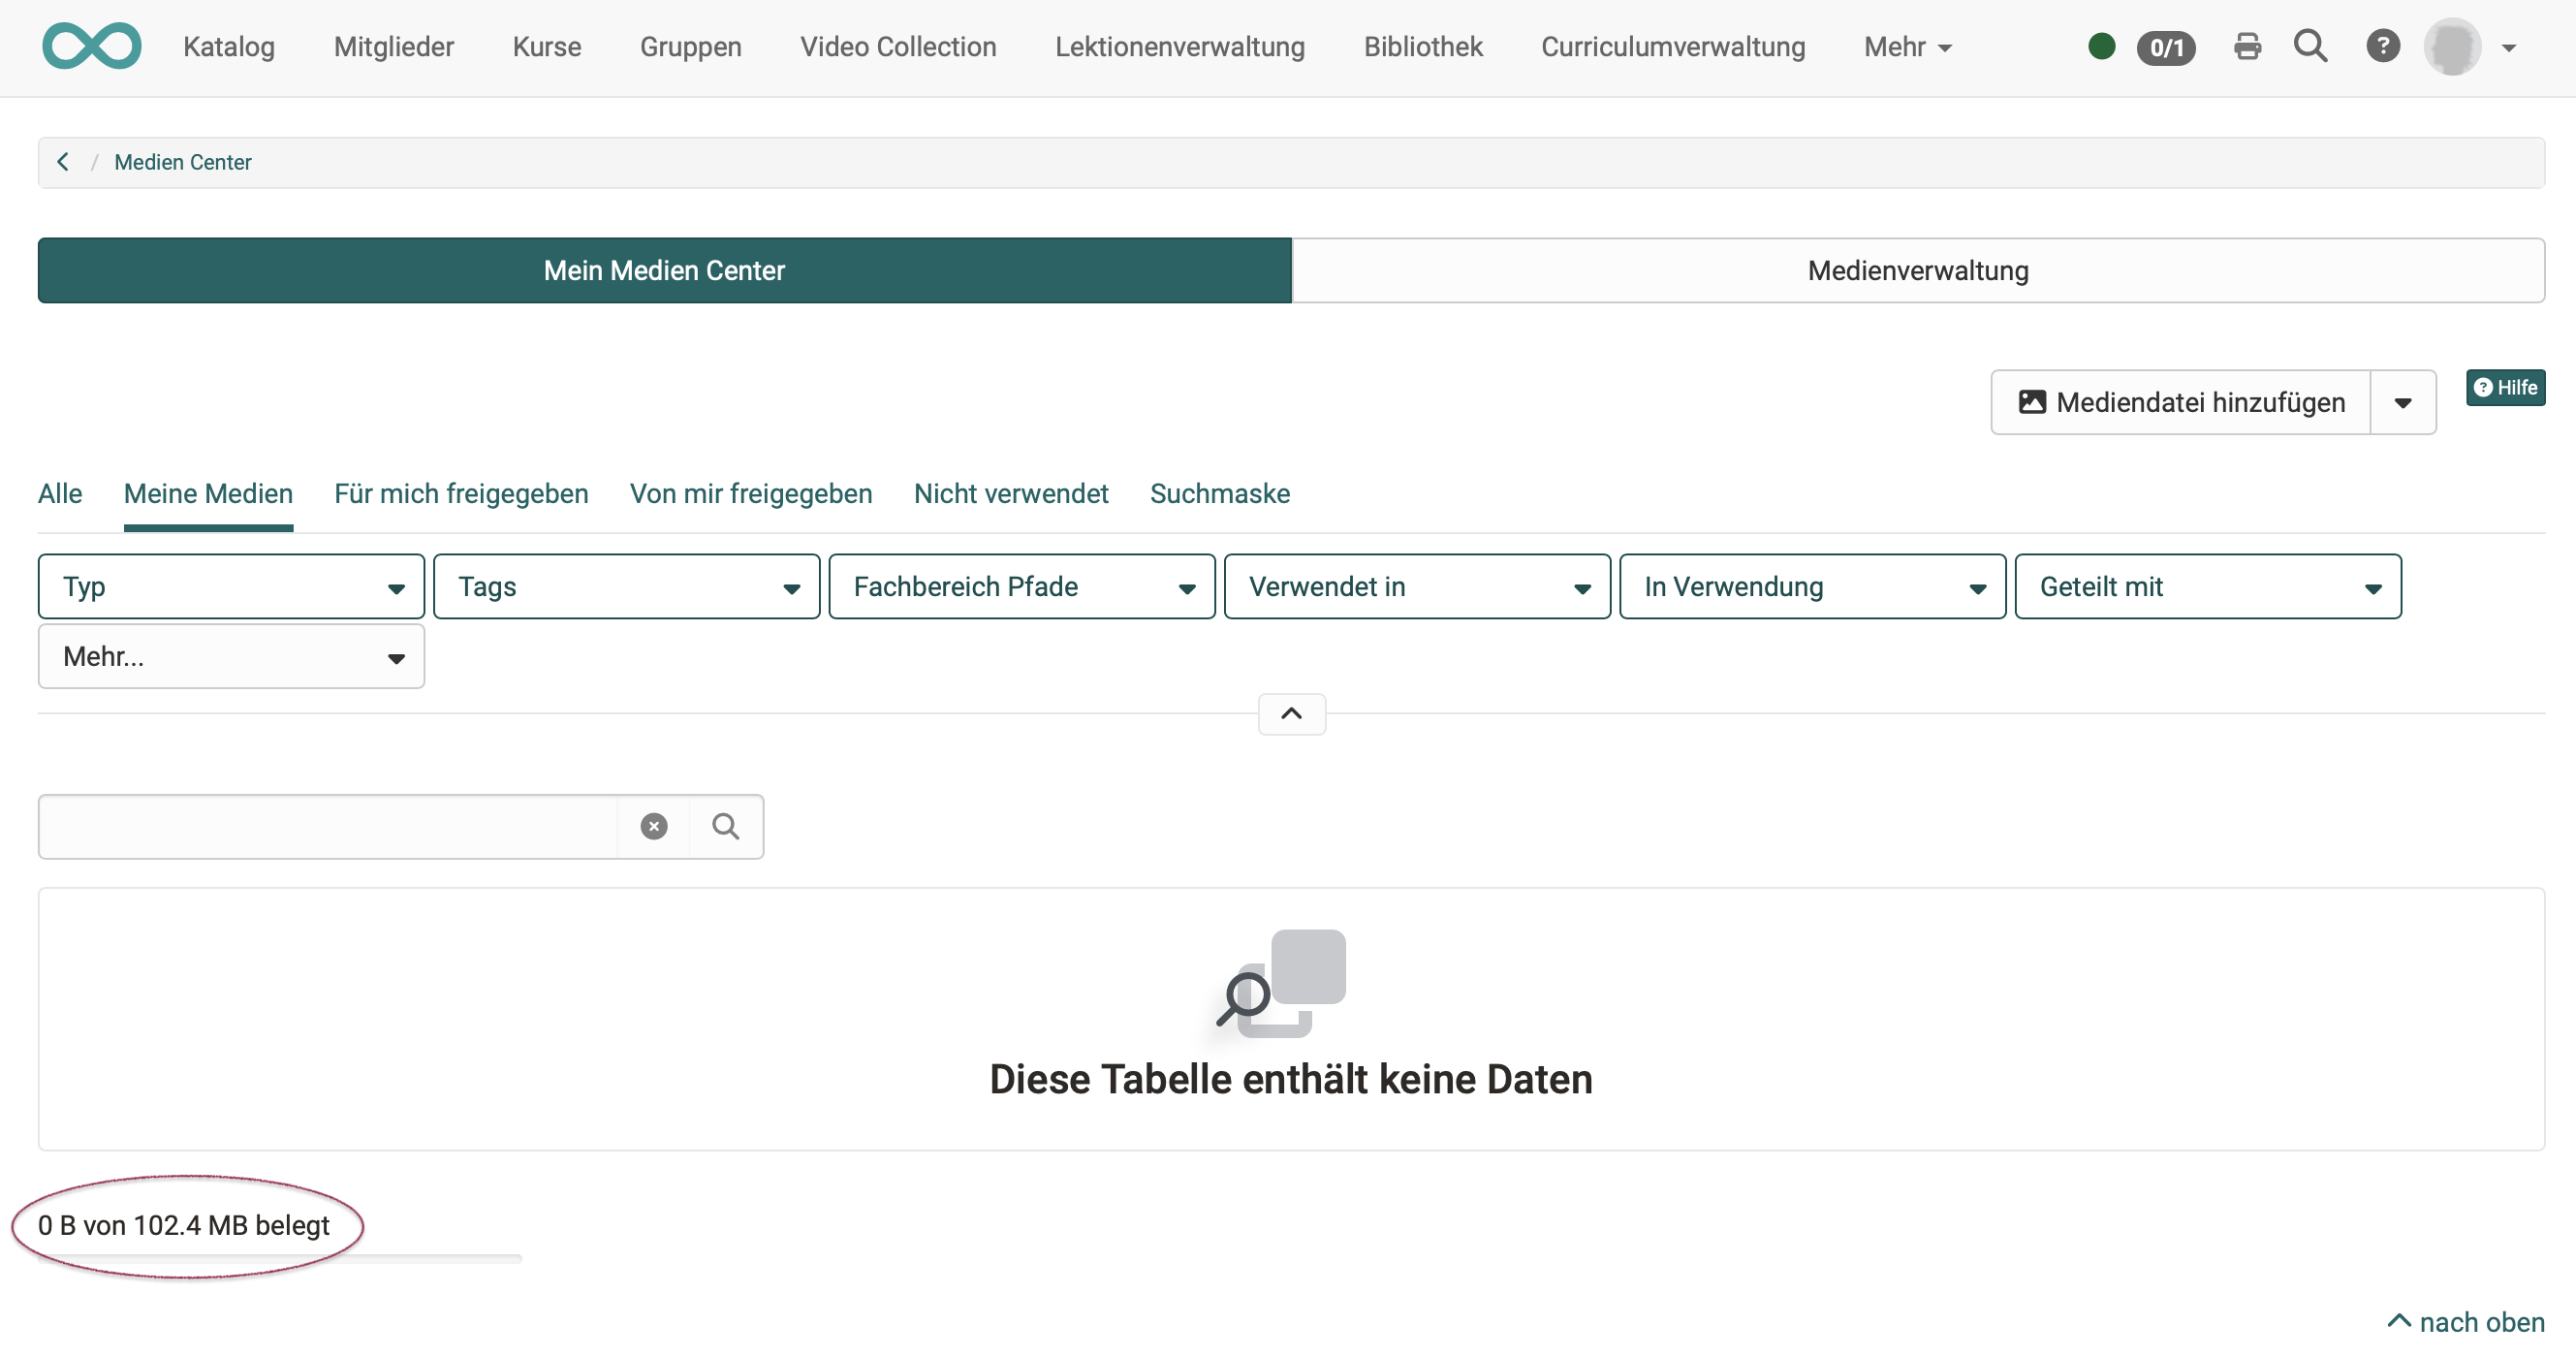 Katalog Mitglieder Kurse Gruppen Video Collection Lektionenverwaltung Bibliothek Curriculumverwaltung Mehr 0/1 ?
/ Medien Center
Mein Medien Center Medienverwaltung
Mediendatei hinzufügen ? Hilfe
Alle Meine Medien Für mich freigegeben Von mir freigegeben Nicht verwendet Suchmaske
Typ Tags Fachbereich Pfade Verwendet in In Verwendung Geteilt mit
Mehr...
Diese Tabelle enthält keine Daten
0 B von 102.4 MB belegt
nach oben